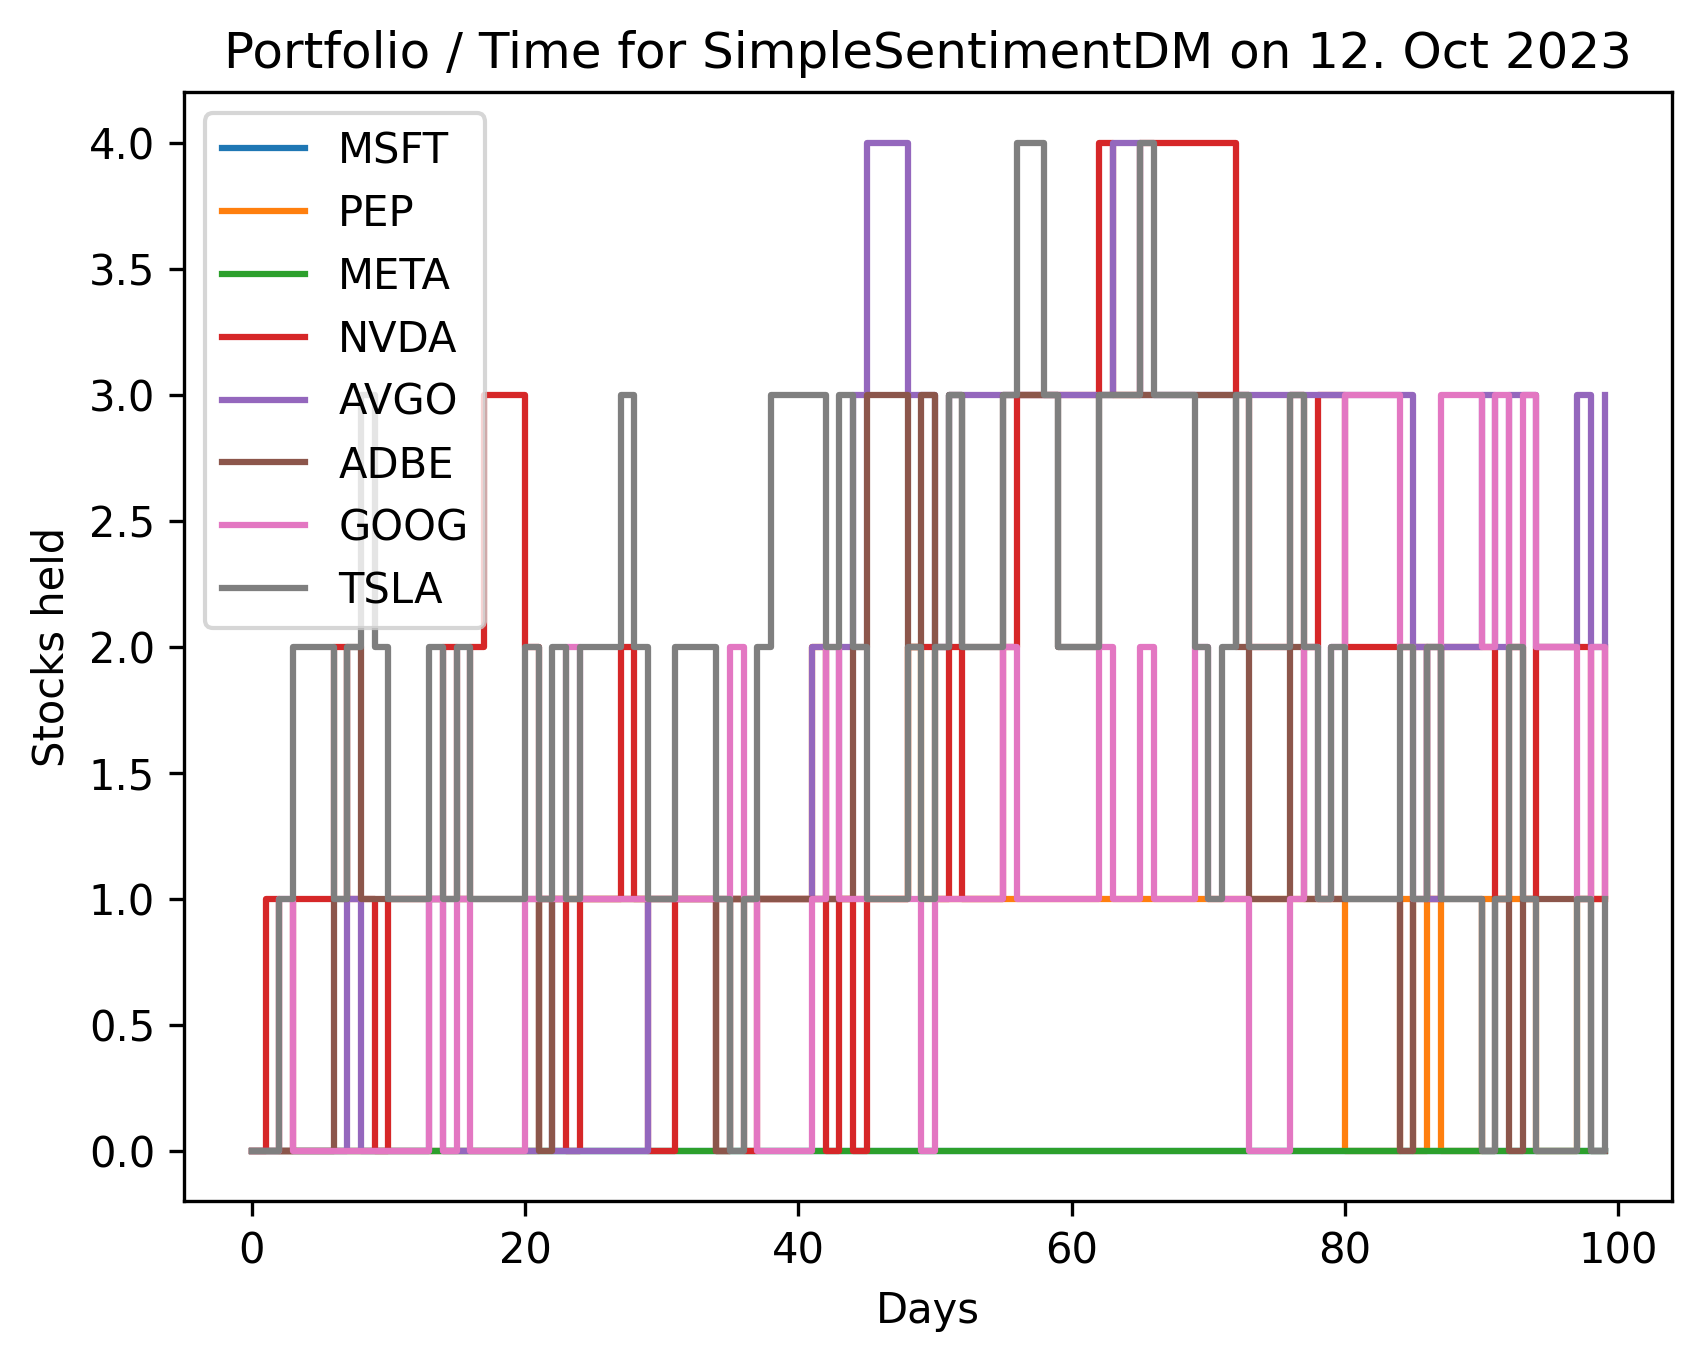 Portfolio / Time for SimpleSentimentDM on 12. Oct 2023
MSFT
PEP
META
NVDA
AVGO
ADBE
GOOG
TSLA
4.0
3.5
3.0
2.5
2.0
1.5
1.0
0.5
0.0
Stocks held
0 20 40 60 80 100
Days